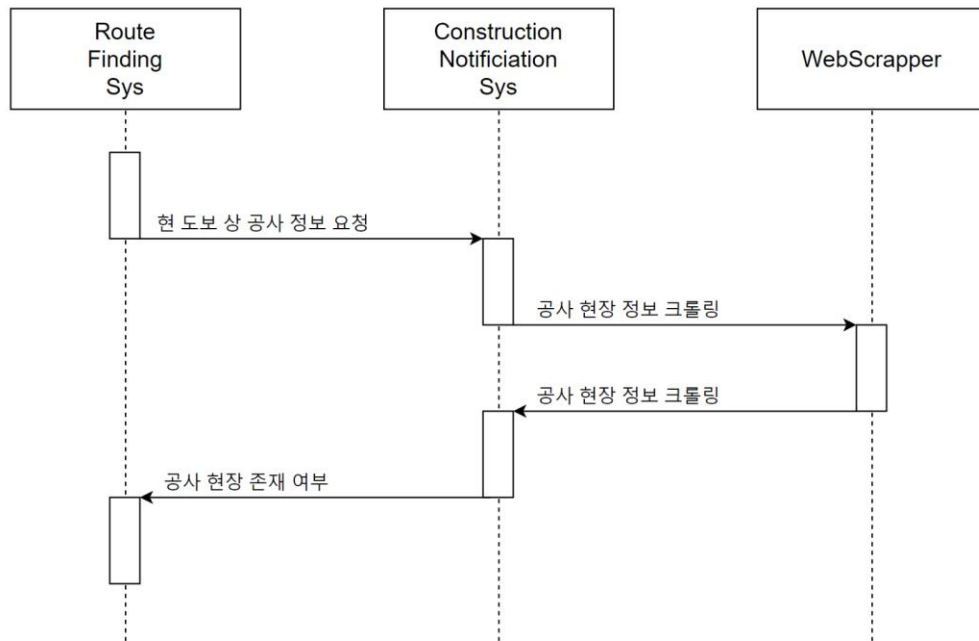 Route
Finding
Sys
Construction
Notificiation
Sys
WebScrapper
현 도보 상 공사 정보 요청
공사 현장 정보 크롤링
공사 현장 정보 크롤링
공사 현장 존재 여부